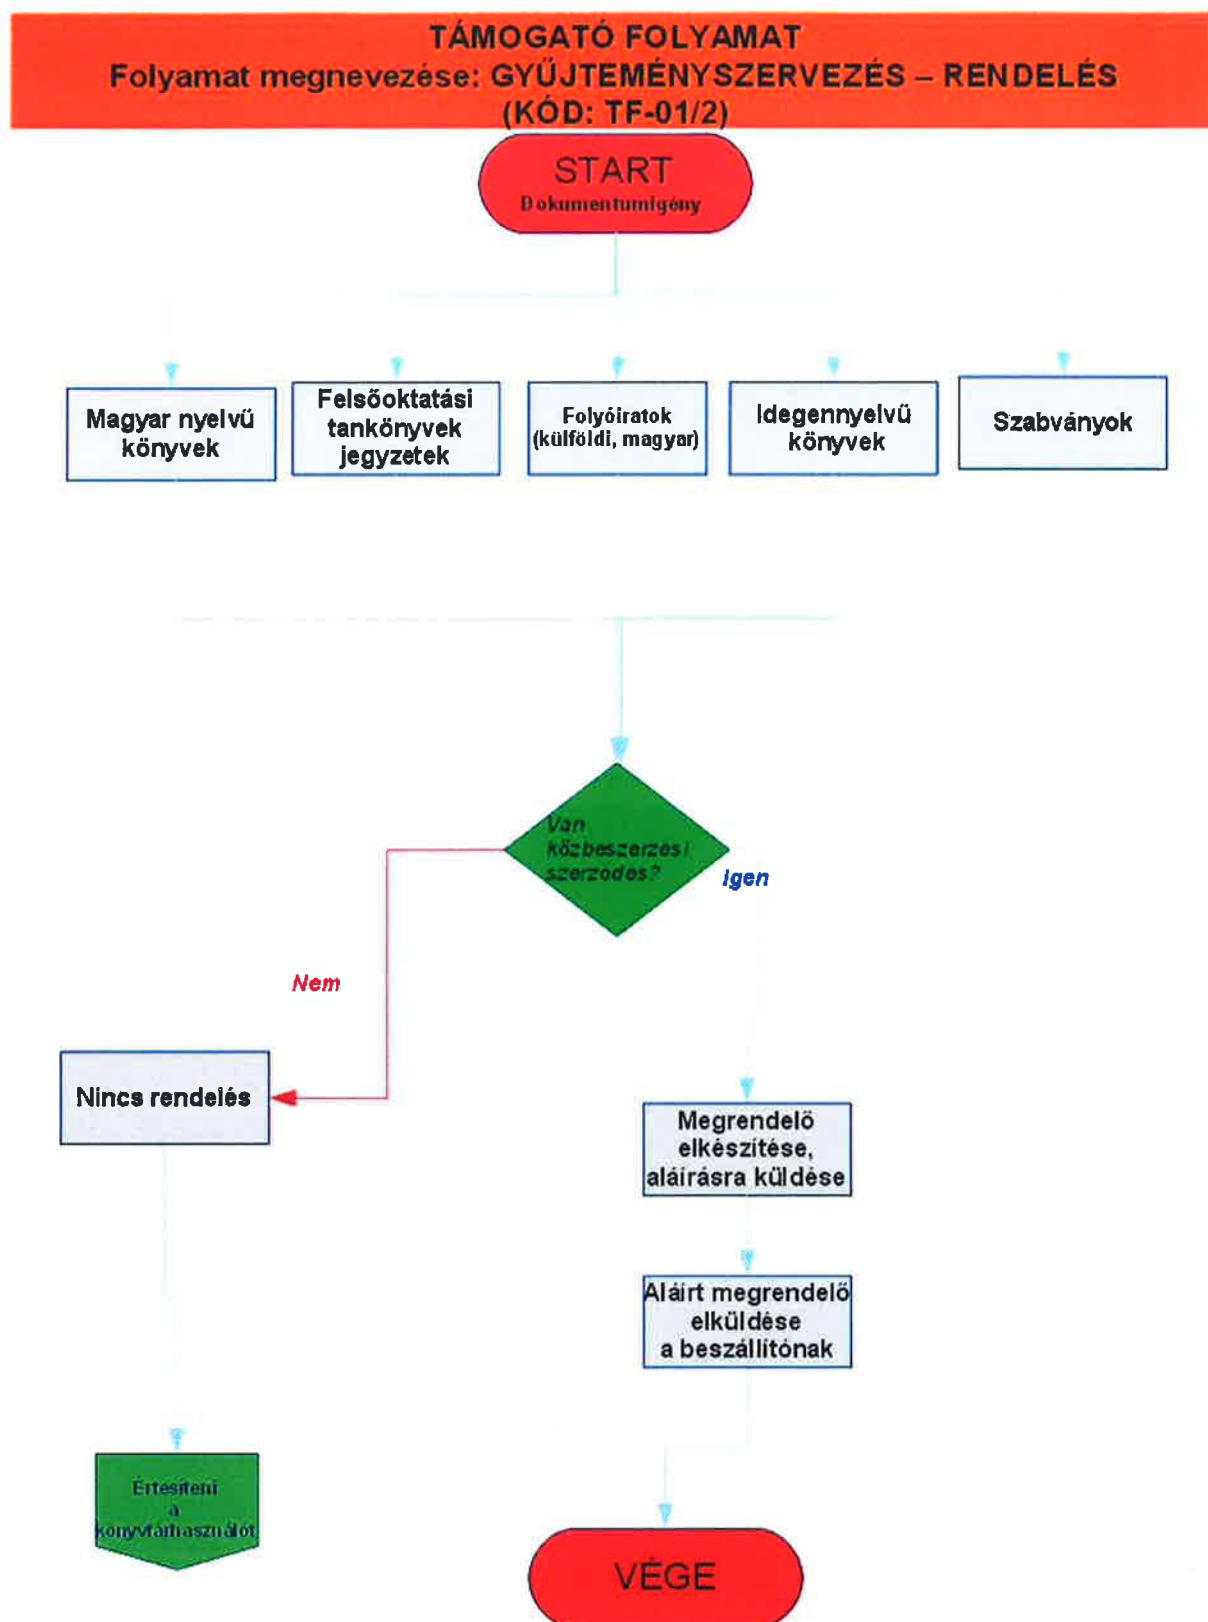 TÁMOGATÓ FOLYAMAT
Folyamat megnevezése: GYŰJTEMÉNYSZERVEZÉS – RENDELÉS
(KÓD: TF-01/2)
START
Dokumentumigény
Magyar nyelvű
könyvek
Felsőoktatási
tankönyvek
jegyzetek
Folyóiratok
(külföldi, magyar)
Idegennyelvű
könyvek
Szabványok
Van
közbeszerzési
szerződés?
Igen
Nem
Nincs rendelés
Megrendelő
elkészítése,
aláírásra küldése
Aláírt megrendelő
elküldése
a beszállítónak
Értesíteni
a
könyvtárhasználót
VÉGE